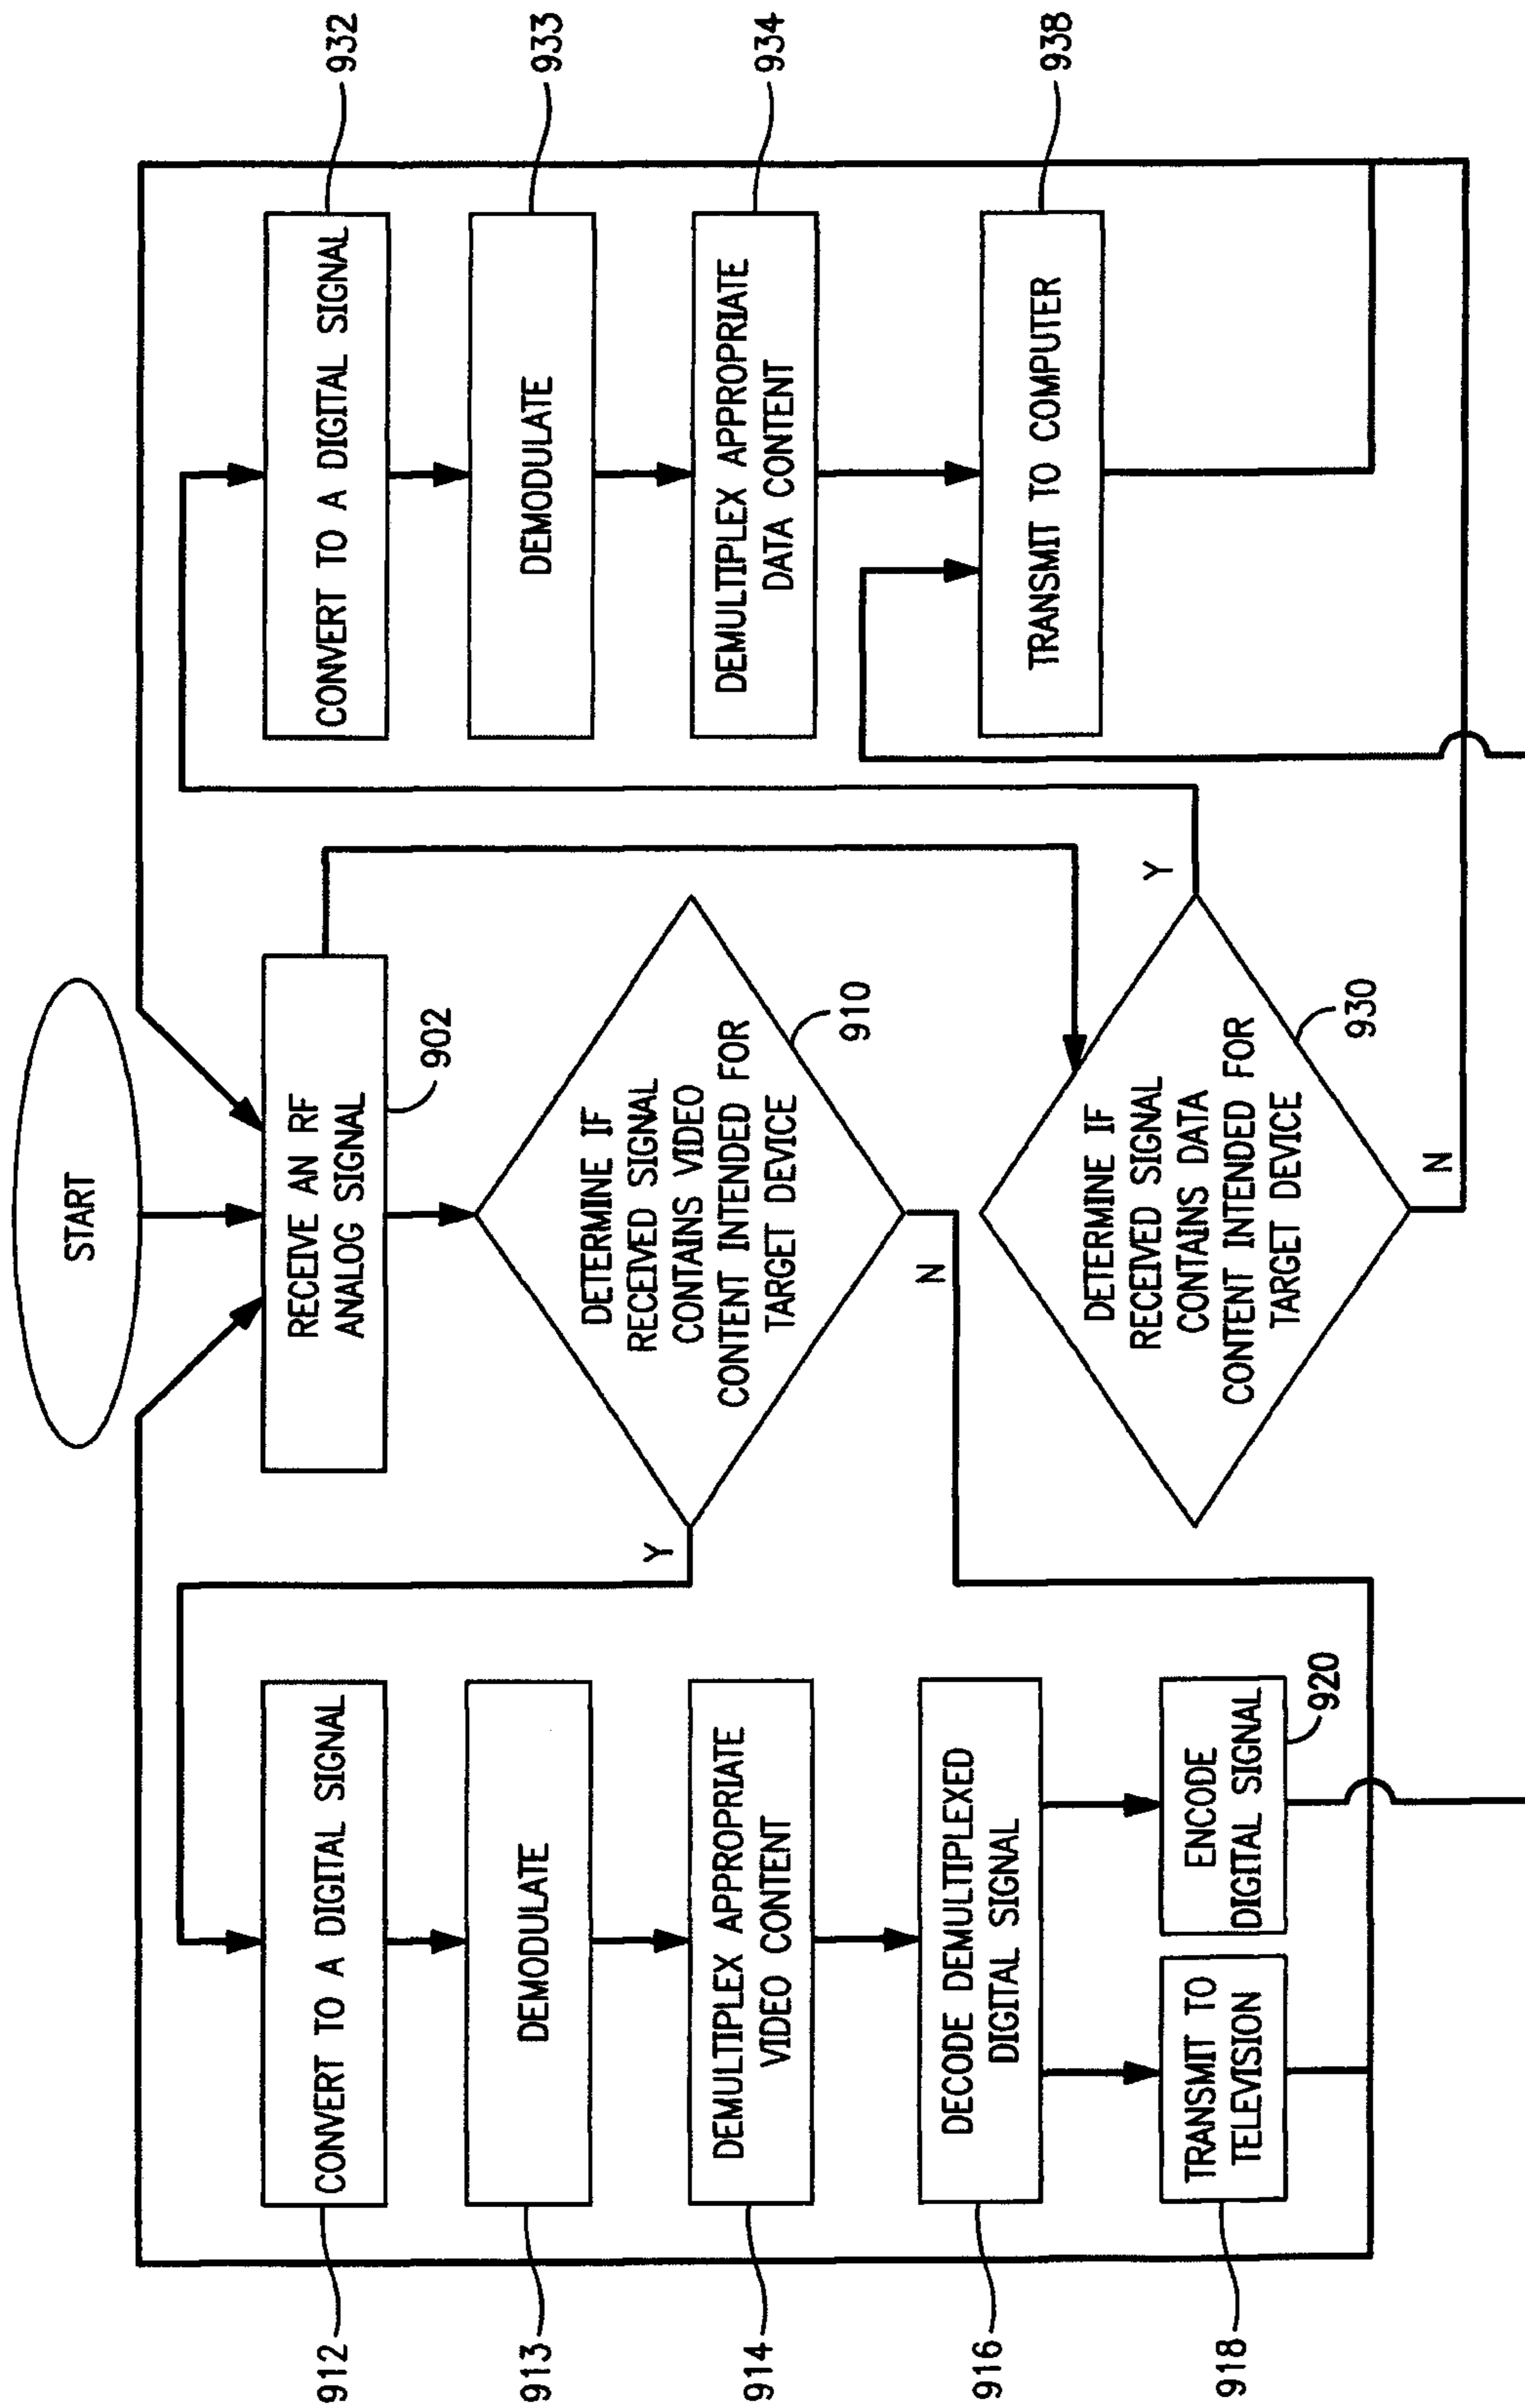 START
RECEIVE AN RF
ANALOG SIGNAL
902
DETERMINE IF
RECEIVED SIGNAL
CONTAINS VIDEO
CONTENT INTENDED FOR
TARGET DEVICE
910
Y
N
912
CONVERT TO A DIGITAL SIGNAL
913
DEMODULATE
914
DEMULTIPLEX APPROPRIATE
VIDEO CONTENT
916
DECODE DEMULTIPLEXED
DIGITAL SIGNAL
918
TRANSMIT TO
TELEVISION
ENCODE
DIGITAL SIGNAL
920
DETERMINE IF
RECEIVED SIGNAL
CONTAINS DATA
CONTENT INTENDED FOR
TARGET DEVICE
930
Y
N
CONVERT TO A DIGITAL SIGNAL
932
DEMODULATE
933
DEMULTIPLEX APPROPRIATE
DATA CONTENT
934
TRANSMIT TO COMPUTER
938